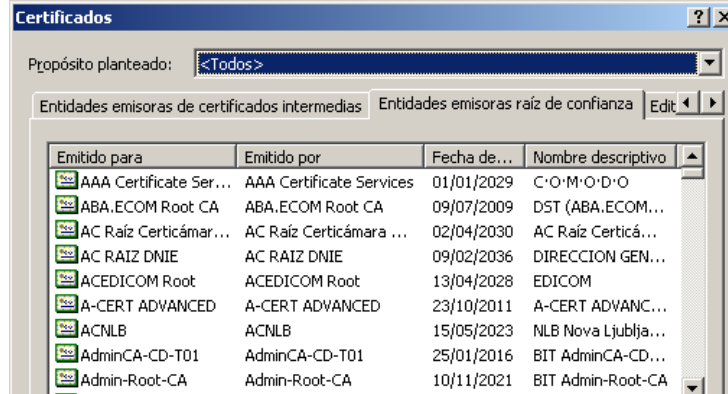 Certificados
Propósito planteado: <Todos>
Entidades emisoras de certificados intermedias Entidades emisoras raíz de confianza Edit
Emitido para Emitido por Fecha de... Nombre descriptivo
AAA Certificate Ser... AAA Certificate Services 01/01/2029 C·O·M·O·D·O
ABA.ECOM Root CA ABA.ECOM Root CA 09/07/2009 DST (ABA.ECOM...
AC Raíz Certicámar... AC Raíz Certicámara ... 02/04/2030 AC Raíz Certicá...
AC RAIZ DNIE AC RAIZ DNIE 09/02/2036 DIRECCION GEN...
ACEDICOM Root ACEDICOM Root 13/04/2028 EDICOM
A-CERT ADVANCED A-CERT ADVANCED 23/10/2011 A-CERT ADVANC...
ACNLB ACNLB 15/05/2023 NLB Nova Ljublja...
AdminCA-CD-T01 AdminCA-CD-T01 25/01/2016 BIT AdminCA-CD...
Admin-Root-CA Admin-Root-CA 10/11/2021 BIT Admin-Root-CA